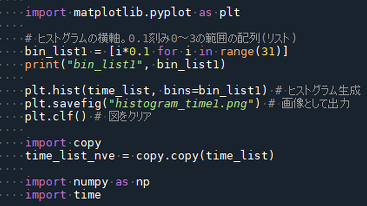 import matplotlib.pyplot as plt
# ヒストグラムの横軸。0.1刻み0～3の範囲の配列(リスト)
bin_list1 = [i*0.1 for i in range(31)]
print("bin_list1", bin_list1)
plt.hist(time_list, bins=bin_list1) # ヒストグラム生成
plt.savefig("histogram_time1.png") # 画像として出力
plt.clf() # 図をクリア
import copy
time_list_nve = copy.copy(time_list)
import numpy as np
import time